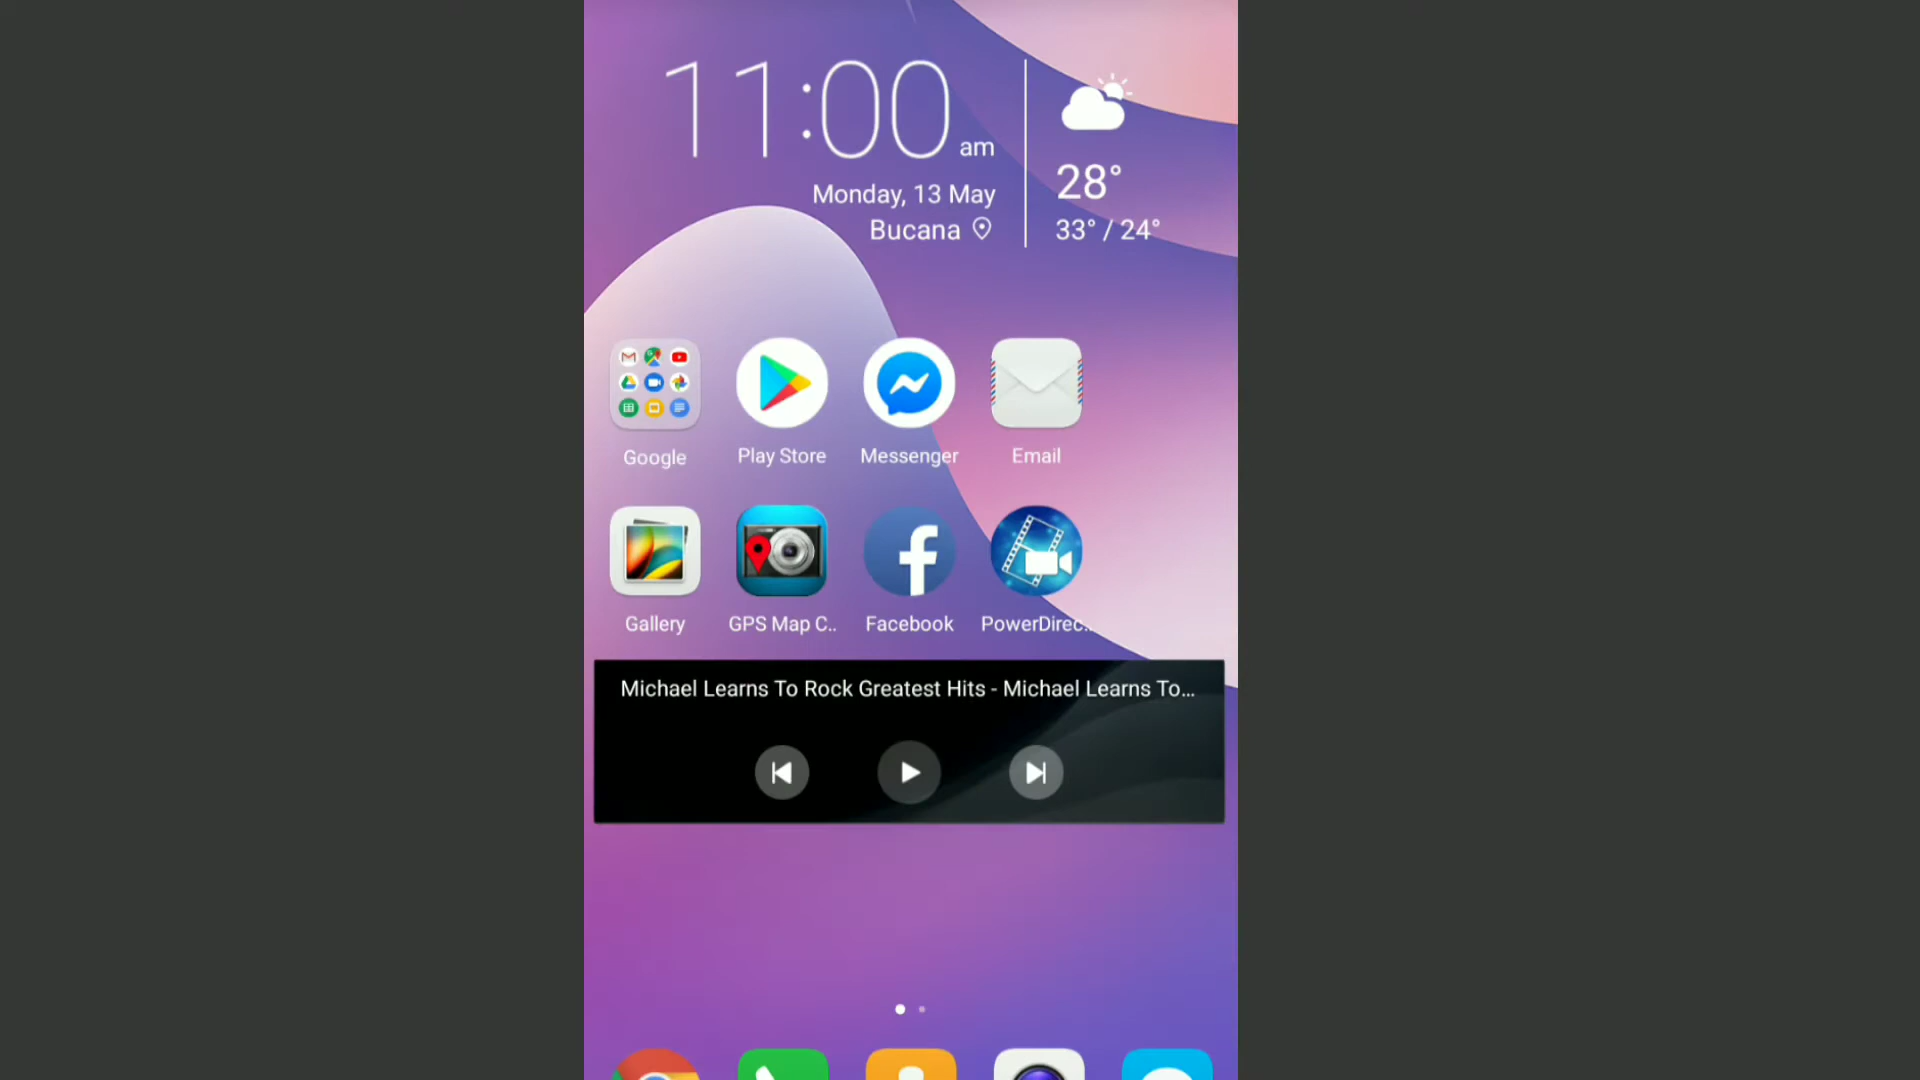 11:00 am
Monday, 13 May
Bucana
28°
33° / 24°
Google
Play Store
Messenger
Email
Gallery
GPS Map C..
Facebook
PowerDirec..
Michael Learns To Rock Greatest Hits - Michael Learns To...